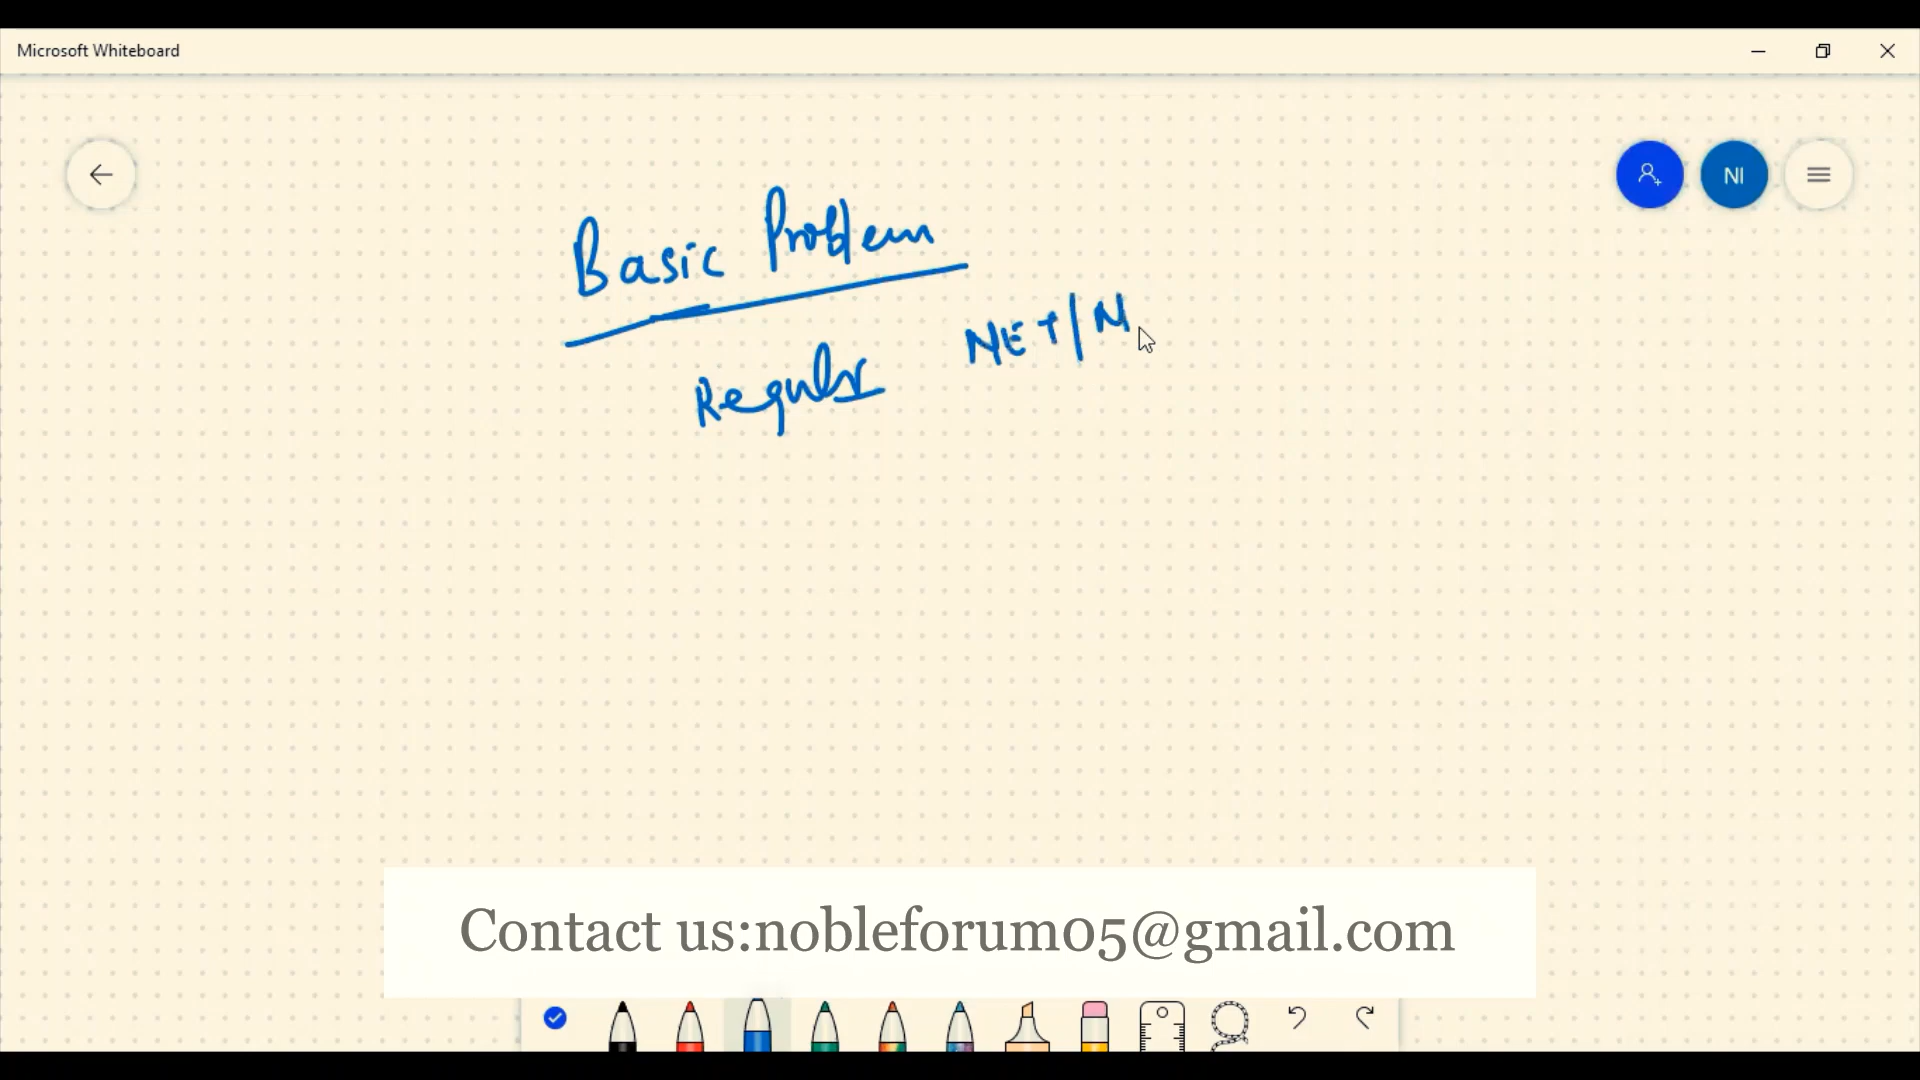 Microsoft Whiteboard
NI
Basic Problem
NET/N
Regular
Contact us:nobleforum05@gmail.com